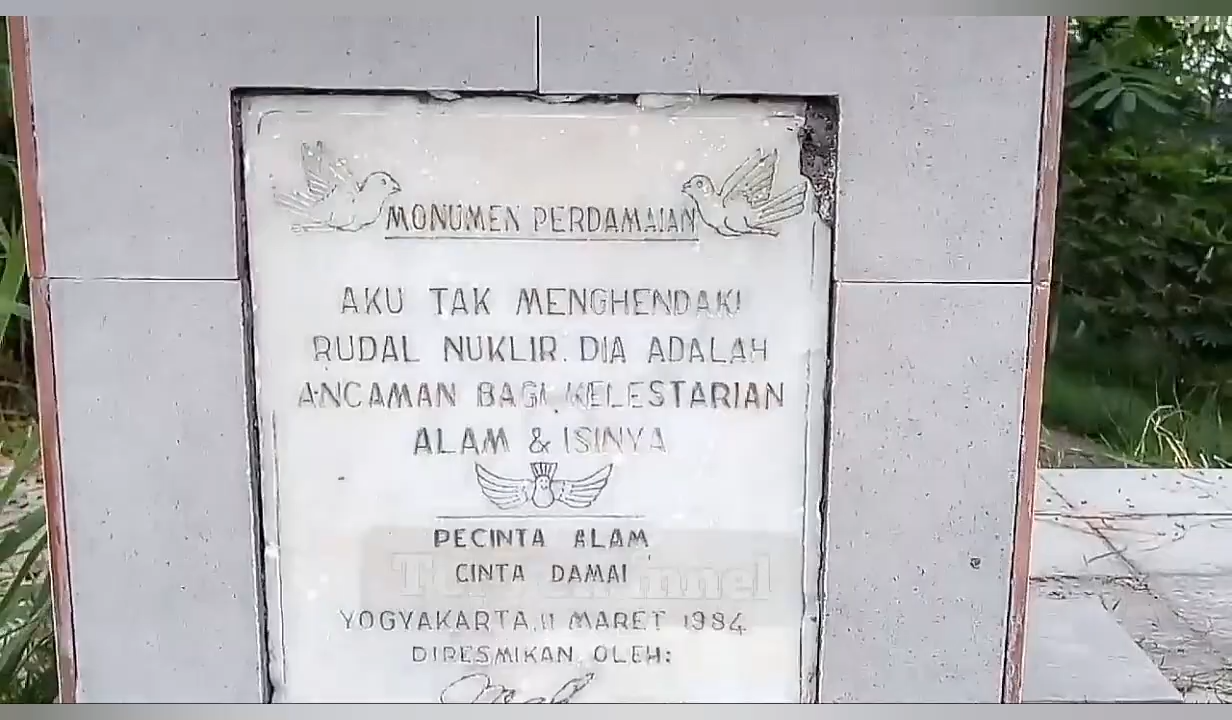 MONUMEN PERDAMAIAN
AKU TAK MENGHENDAKI
RUDAL NUKLIR. DIA ADALAH
ANCAMAN BAGI KELESTARIAN
ALAM & ISINYA
PECINTA ALAM
CINTA DAMAI
YOGYAKARTA, 11 MARET 1984
DIRESMIKAN OLEH: